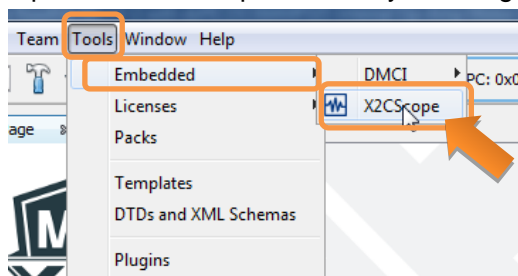 Team Tools Window Help
Embedded DMCI PC: 0x0
Licenses X2CScope
age
Packs
Templates
DTDs and XML Schemas
Plugins